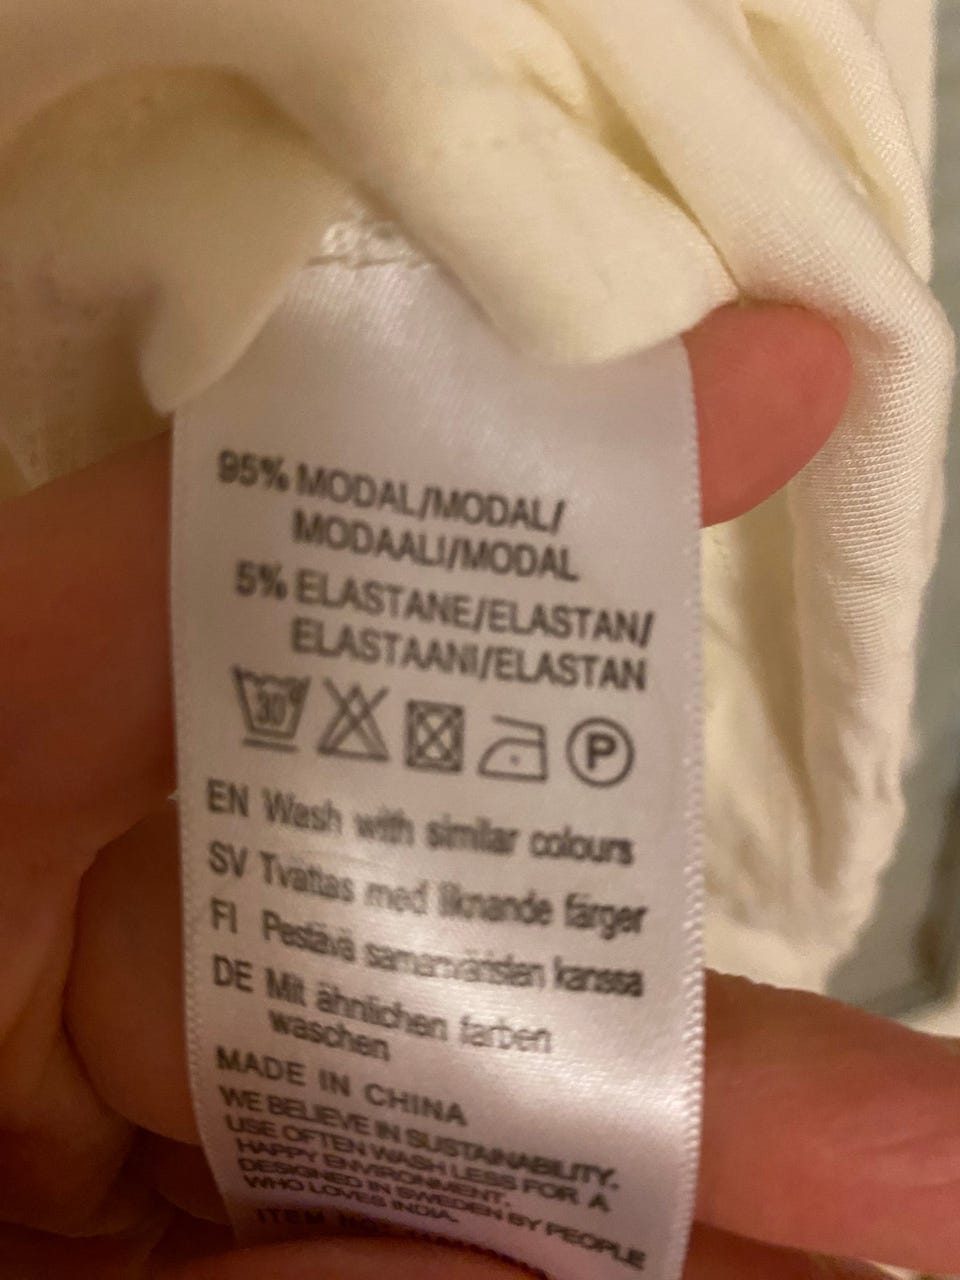 95% MODAL/MODAL/
MODAALI/MODAL
5% ELASTANE/ELASTAN/
ELASTAANI/ELASTAN
30° P
EN Wash with similar colours
SV Tvättas med liknande färger
FI Pestävä samanväristen kanssa
DE Mit ähnlichen farben
waschen
MADE IN CHINA
WE BELIEVE IN SUSTAINABILITY.
USE OFTEN WASH LESS FOR A
HAPPY ENVIRONMENT.
DESIGNED IN SWEDEN BY PEOPLE
WHO LOVES INDIA.
ITEM